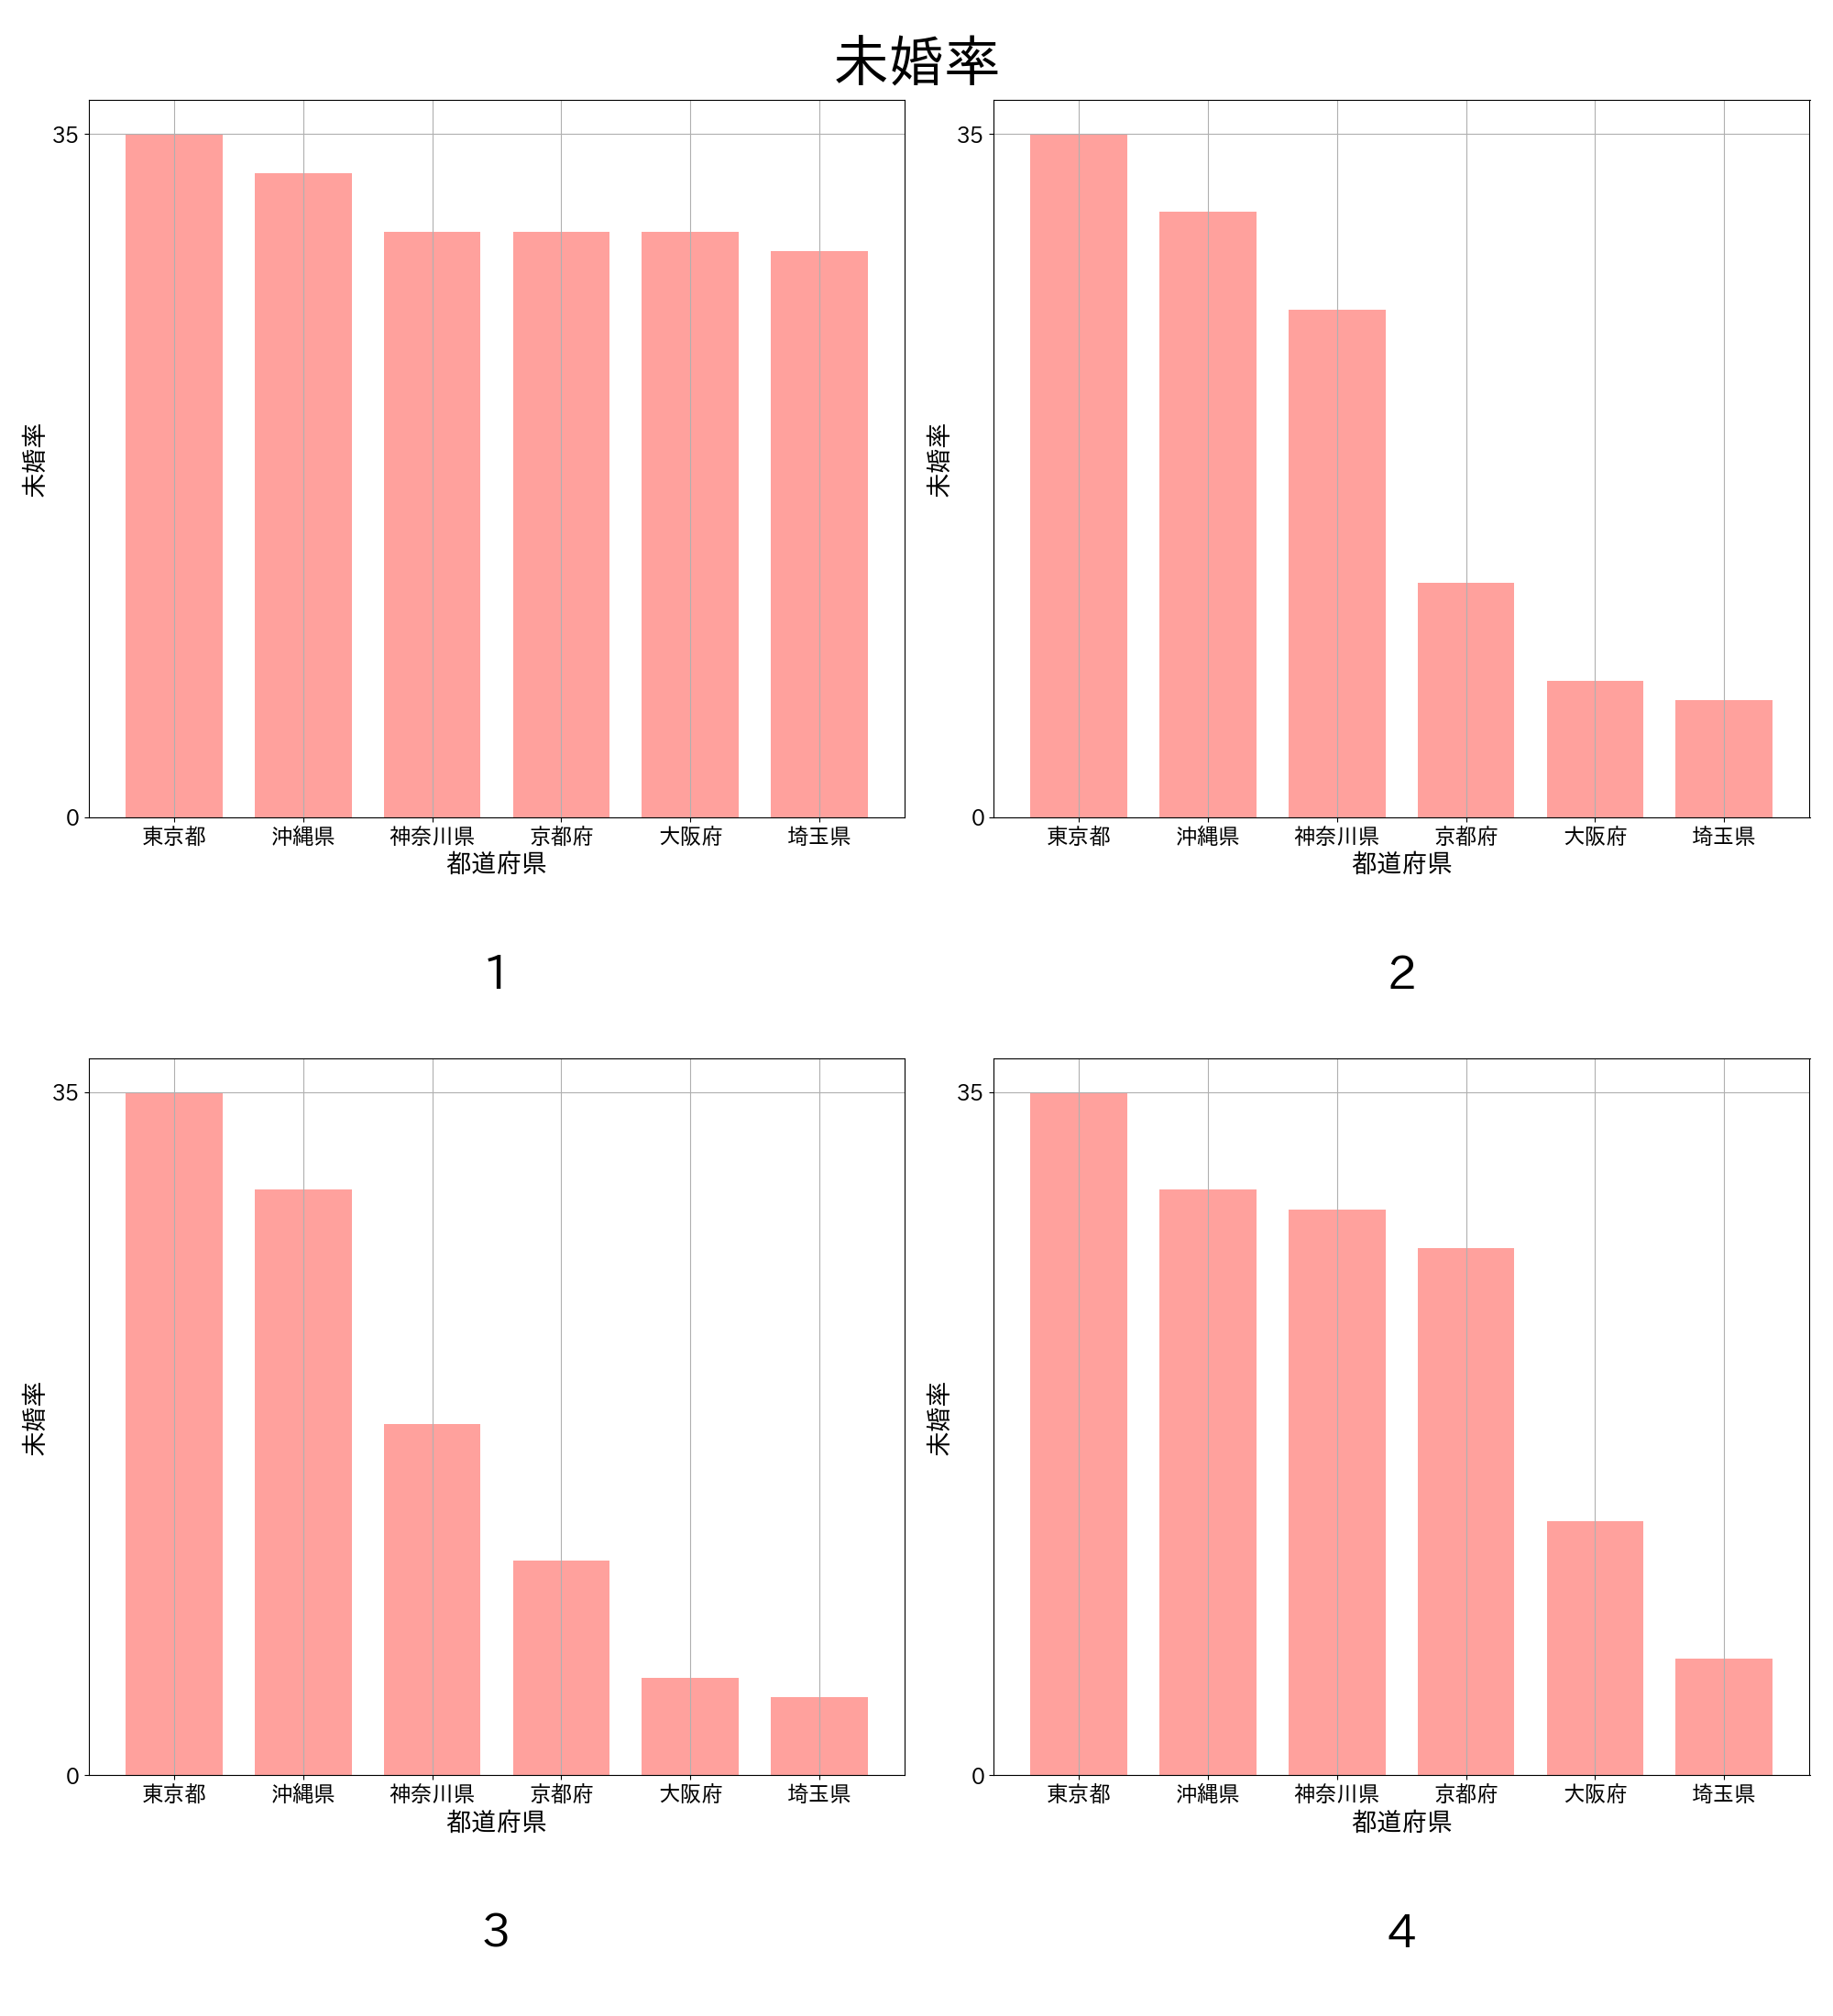 未婚率
35
0
未婚率
東京都 沖縄県 神奈川県 京都府 大阪府 埼玉県
都道府県
1
35
0
未婚率
東京都 沖縄県 神奈川県 京都府 大阪府 埼玉県
都道府県
2
35
0
未婚率
東京都 沖縄県 神奈川県 京都府 大阪府 埼玉県
都道府県
3
35
0
未婚率
東京都 沖縄県 神奈川県 京都府 大阪府 埼玉県
都道府県
4